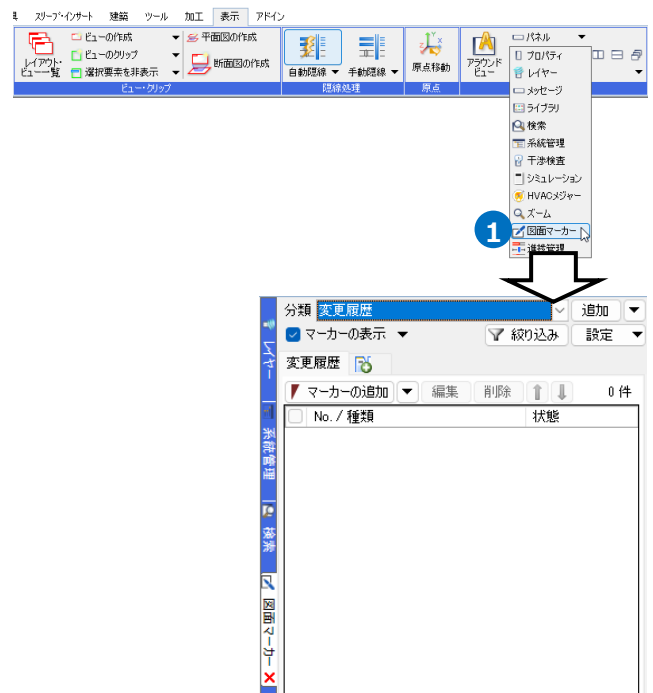 スリーブ・インサート 建築 ツール 加工 表示 アドイン
レイアウト・ビュー一覧
ビューの作成
ビューのクリップ
選択要素を非表示
平面図の作成
断面図の作成
ビュー・クリップ
自動隠線 手動隠線
隠線処理
原点移動
原点
アラウンドビュー
パネル
プロパティ
レイヤー
メッセージ
ライブラリ
検索
系統管理
干渉検査
シミュレーション
HVACメジャー
ズーム
1 図面マーカー
進捗管理
分類 変更履歴 追加
マーカーの表示 絞り込み 設定
変更履歴
マーカーの追加 編集 削除 0 件
No. / 種類 状態
レイヤー
系統管理
検索
図面マーカー